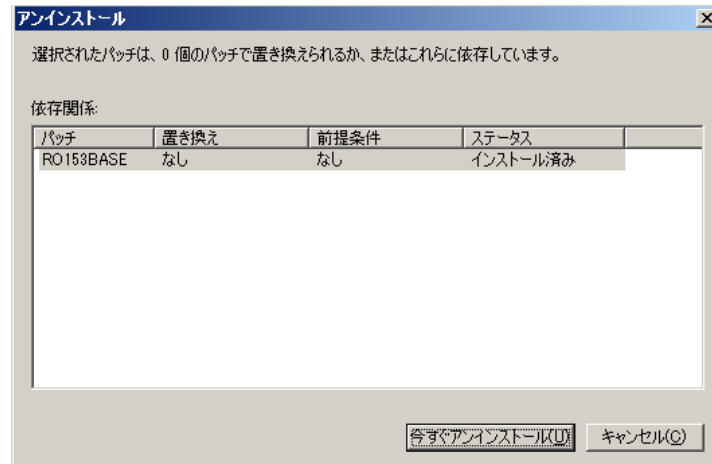 アンインストール
選択されたパッチは、0 個のパッチで置き換えられるか、またはこれらに依存しています。
依存関係:
パッチ 置き換え 前提条件 ステータス
RO153BASE なし なし インストール済み
今すぐアンインストール(U) キャンセル(C)